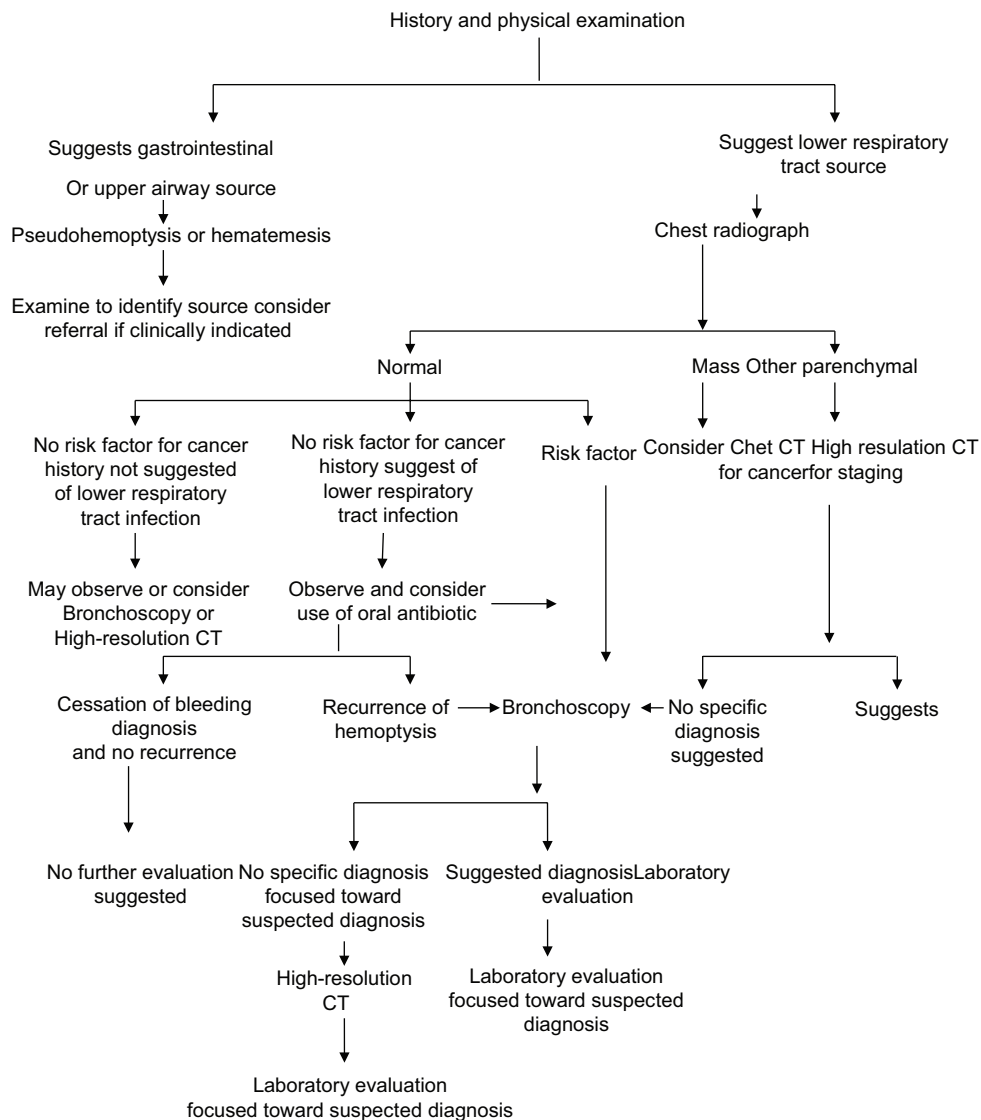 History and physical examination
Suggests gastrointestinal
Or upper airway source
Pseudohemoptysis or hematemesis
Examine to identify source consider
referral if clinically indicated
Suggest lower respiratory
tract source
Chest radiograph
Normal
Mass Other parenchymal
No risk factor for cancer
history not suggested
of lower respiratory
tract infection
No risk factor for cancer
history suggest of
lower respiratory
tract infection
Risk factor
Consider Chet CT High resulation CT
for cancerfor staging
May observe or consider
Bronchoscopy or
High-resolution CT
Observe and consider
use of oral antibiotic
Cessation of bleeding
diagnosis
and no recurrence
Recurrence of
hemoptysis
Bronchoscopy
No specific
diagnosis
suggested
Suggests
No further evaluation
suggested
No specific diagnosis
focused toward
suspected diagnosis
Suggested diagnosisLaboratory
evaluation
High-resolution
CT
Laboratory evaluation
focused toward suspected
diagnosis
Laboratory evaluation
focused toward suspected diagnosis